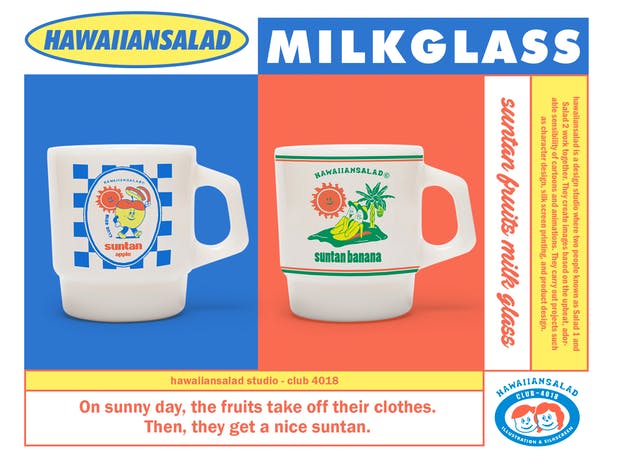 HAWAIIANSALAD
MILKGLASS
HAWAIIANSALAD
CLUB 4018
suntan
apple
HAWAIIANSALAD©
suntan banana
suntan fruits milk glass
hawaiiansalad is a design studio where two people known as Salad 1 and
Salad 2 work together. They create images based on the upbeat, ador-
able sensibility of cartoons and animations. They carry out projects such
as character design, silk screen printing, and product design.
hawaiiansalad studio - club 4018
On sunny day, the fruits take off their clothes.
Then, they get a nice suntan.
HAWAIIANSALAD
CLUB-4018
ILLUSTRATION & SILKSCREEN